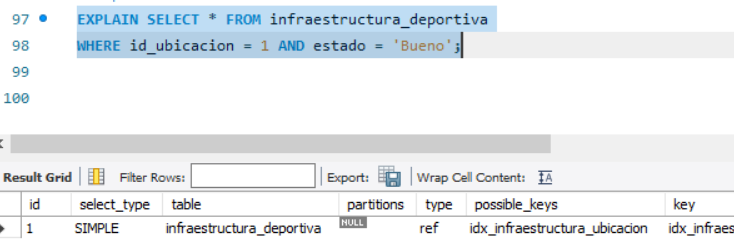 97 EXPLAIN SELECT * FROM infraestructura_deportiva
98 WHERE id_ubicacion = 1 AND estado = 'Bueno';
99
100
Result Grid Filter Rows: Export: Wrap Cell Content: IA
id select_type table partitions type possible_keys key
1 SIMPLE infraestructura_deportiva NULL ref idx_infraestructura_ubicacion idx_infraes